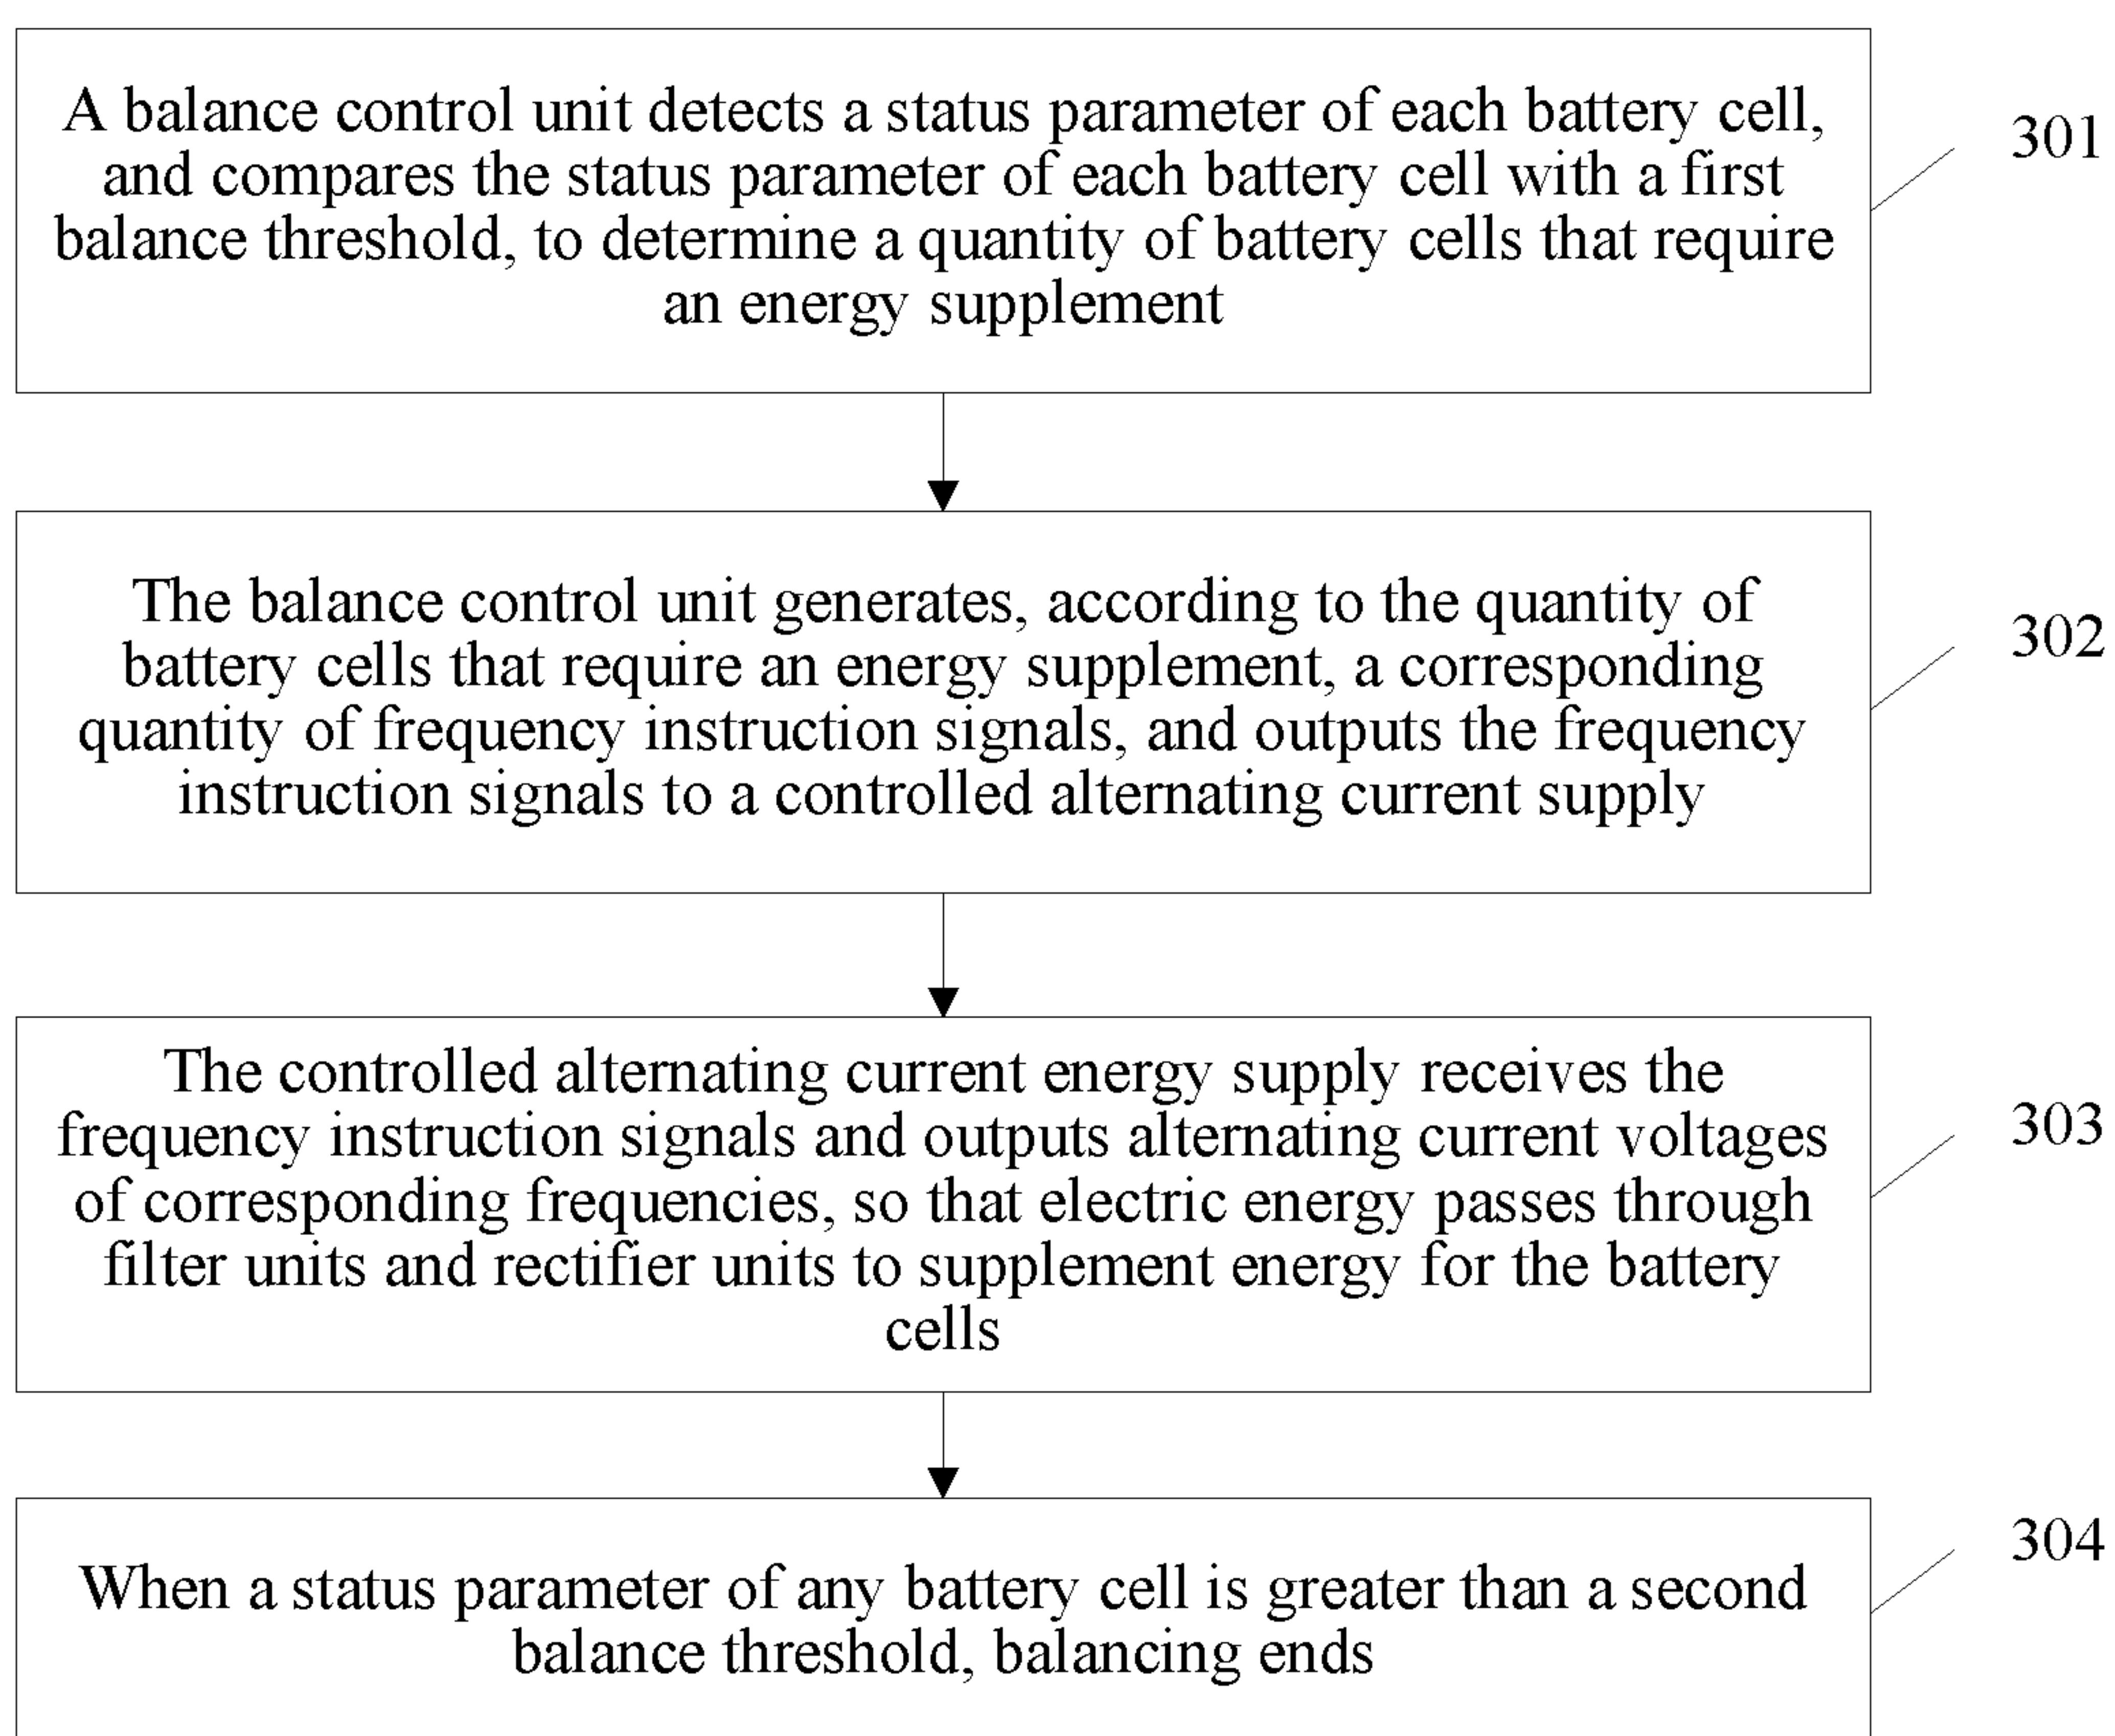 A balance control unit detects a status parameter of each battery cell,
and compares the status parameter of each battery cell with a first
balance threshold, to determine a quantity of battery cells that require
an energy supplement
301
The balance control unit generates, according to the quantity of
battery cells that require an energy supplement, a corresponding
quantity of frequency instruction signals, and outputs the frequency
instruction signals to a controlled alternating current supply
302
The controlled alternating current energy supply receives the
frequency instruction signals and outputs alternating current voltages
of corresponding frequencies, so that electric energy passes through
filter units and rectifier units to supplement energy for the battery
cells
303
When a status parameter of any battery cell is greater than a second
balance threshold, balancing ends
304